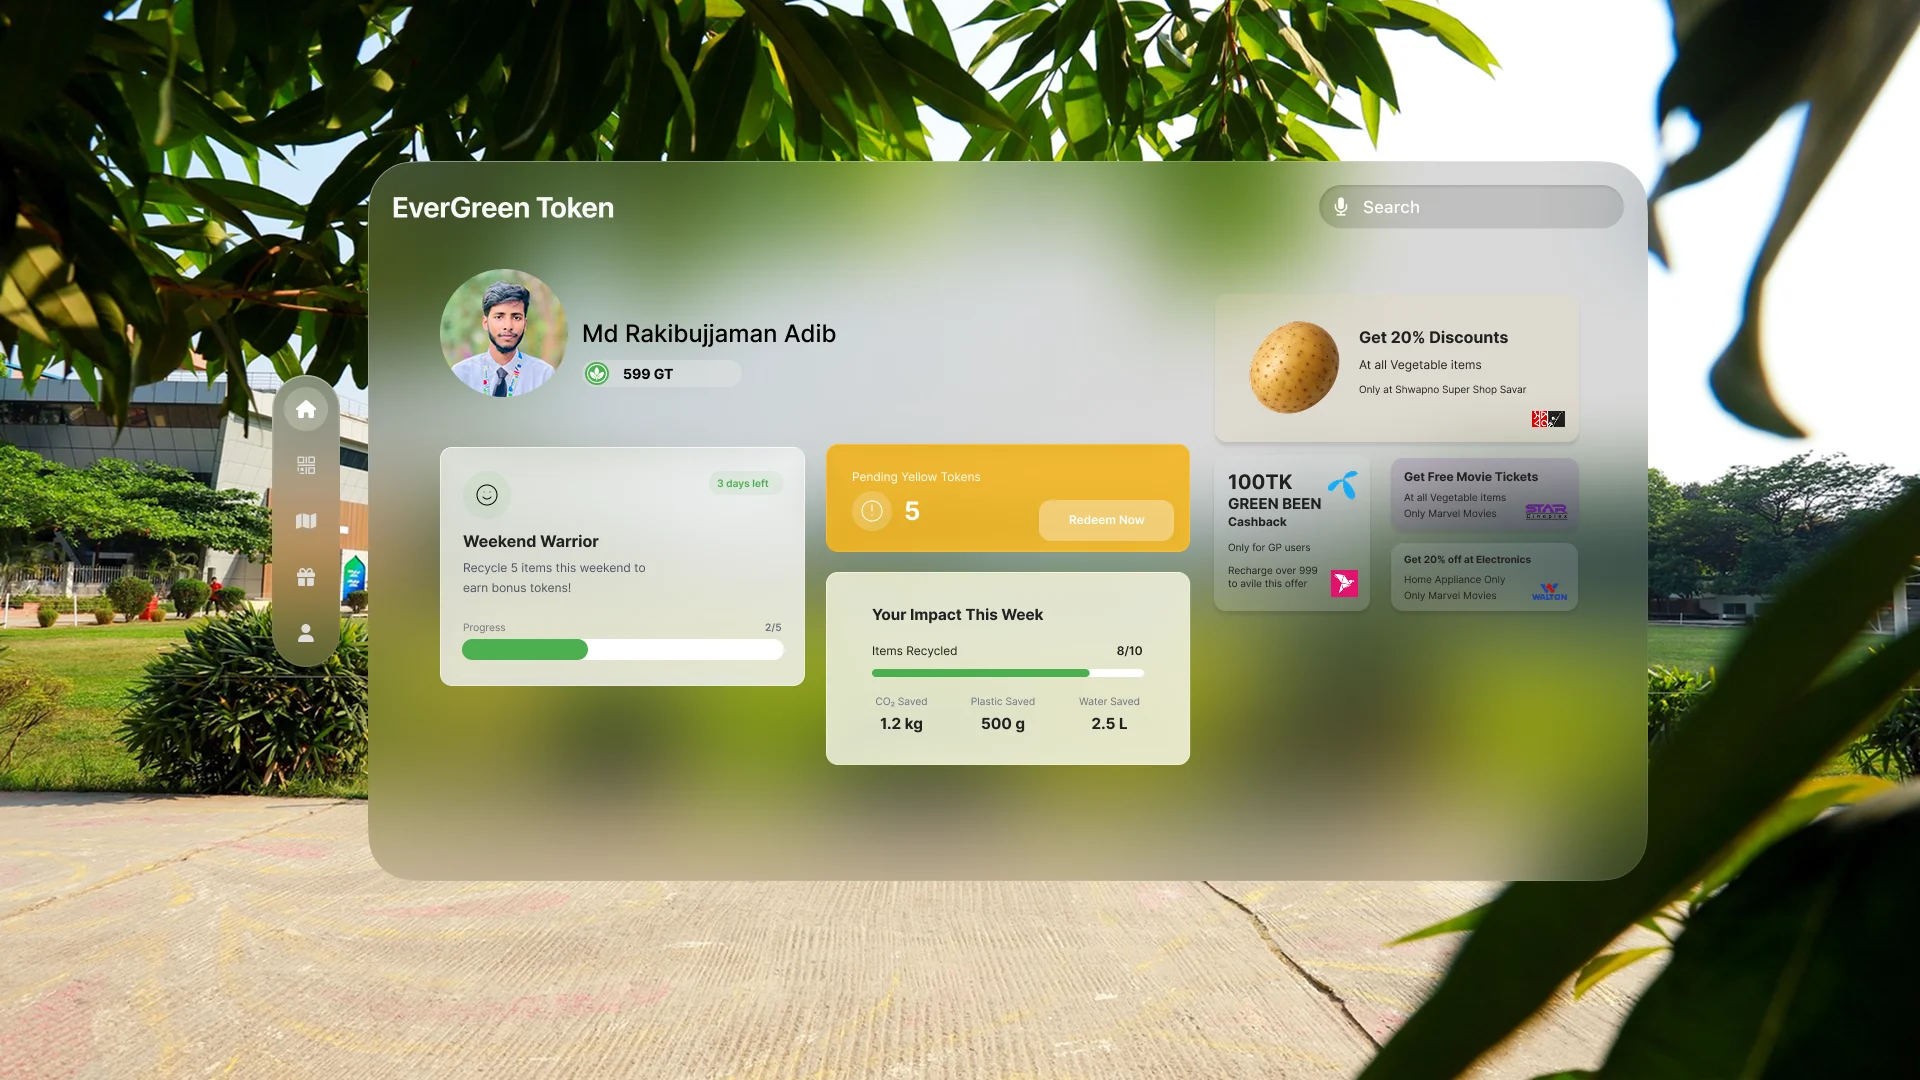 EverGreen Token
Search
Md Rakibujjaman Adib
599 GT
3 days left
Weekend Warrior
Recycle 5 items this weekend to
earn bonus tokens!
Progress
2/5
Pending Yellow Tokens
5
Redeem Now
Your Impact This Week
Items Recycled
8/10
CO₂ Saved
Plastic Saved
Water Saved
1.2 kg
500 g
2.5 L
Get 20% Discounts
At all Vegetable items
Only at Shwapno Super Shop Savar
100TK
GREEN BEEN
Cashback
Only for GP users
Recharge over 999
to avile this offer
Get Free Movie Tickets
At all Vegetable items
Only Marvel Movies
STAR
Cineplex
Get 20% off at Electronics
Home Appliance Only
Only Marvel Movies
WALTON